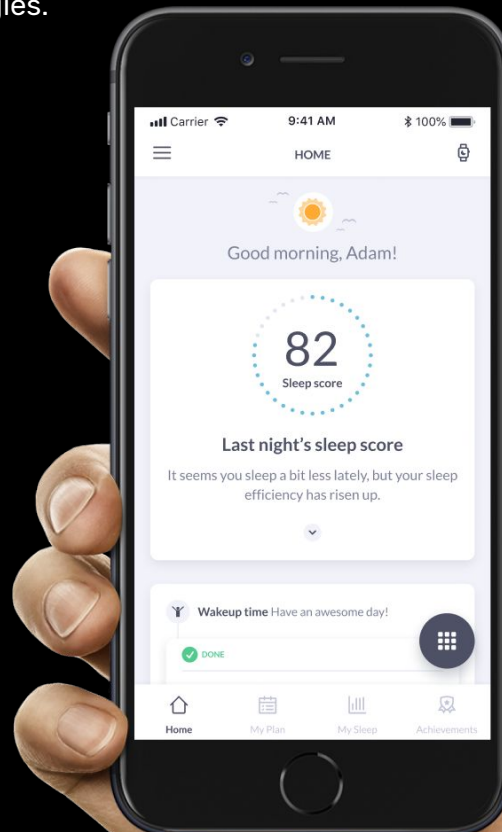 Carrier 9:41 AM 100%
HOME
Good morning, Adam!
82
Sleep score
Last night's sleep score
It seems you sleep a bit less lately, but your sleep
efficiency has risen up.
Wakeup time Have an awesome day!
DONE
Home My Plan My Sleep Achievements